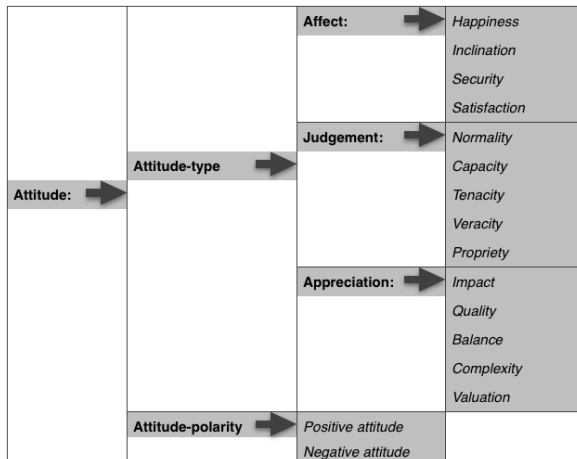 Affect:
Happiness
Inclination
Security
Satisfaction
Judgement:
Normality
Attitude-type
Capacity
Attitude:
Tenacity
Veracity
Propriety
Appreciation:
Impact
Quality
Balance
Complexity
Valuation
Attitude-polarity
Positive attitude
Negative attitude